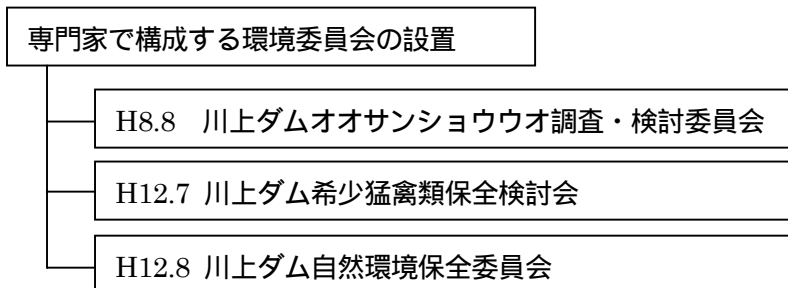 専門家で構成する環境委員会の設置
H8.8　川上ダムオオサンショウウオ調査・検討委員会
H12.7 川上ダム希少猛禽類保全検討会
H12.8 川上ダム自然環境保全委員会